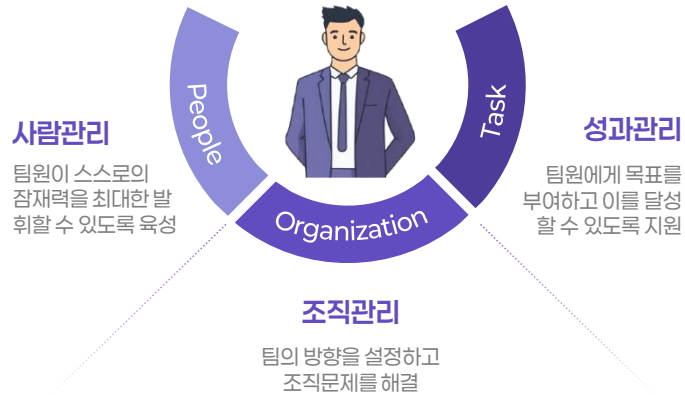 People
Task
Organization
사람관리
팀원이 스스로의
잠재력을 최대한 발
휘할 수 있도록 육성
성과관리
팀원에게 목표를
부여하고 이를 달성
할 수 있도록 지원
조직관리
팀의 방향을 설정하고
조직문제를 해결